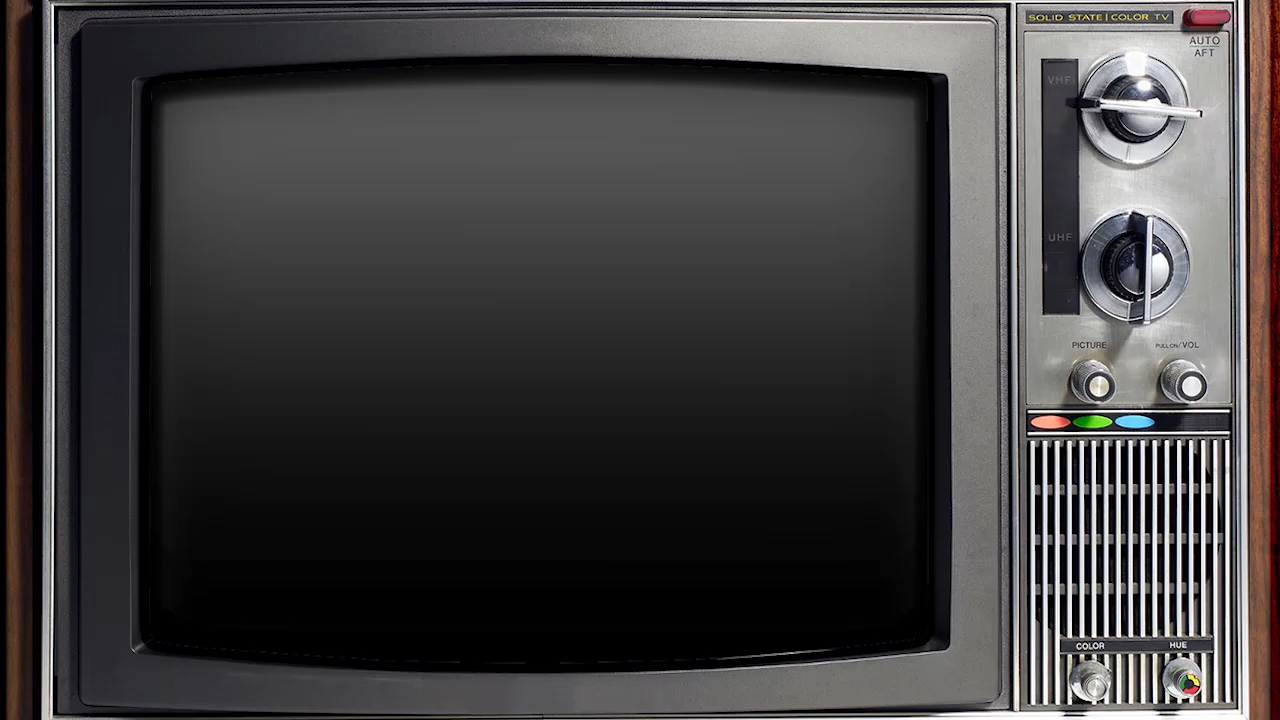 SOLID STATE | COLOR TV
AUTO
AFT
VHF
UHF
PICTURE
PULL ON/VOL
COLOR
HUE